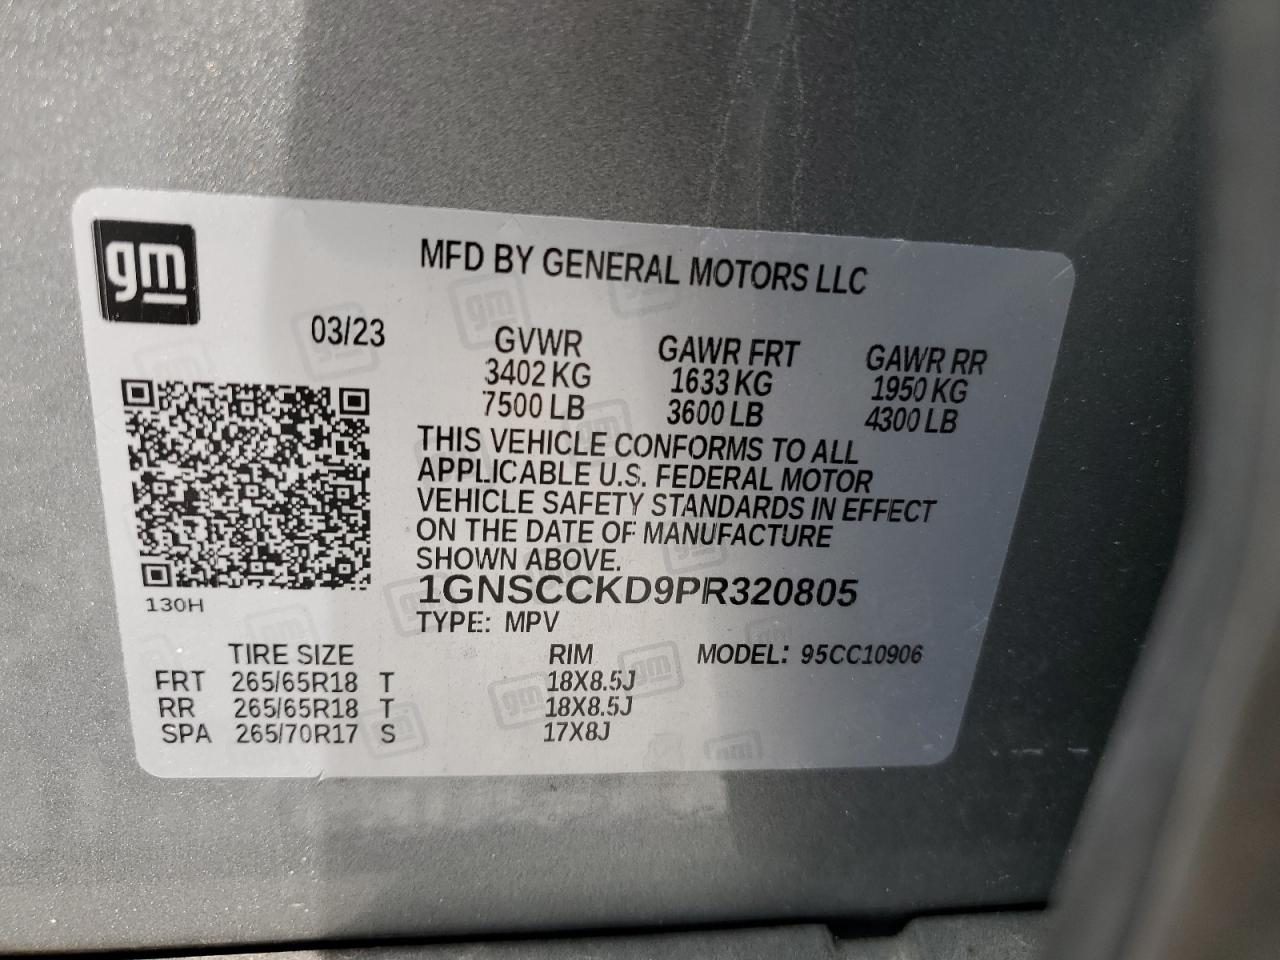 gm
MFD BY GENERAL MOTORS LLC
03/23 GVWR GAWR FRT GAWR RR
3402 KG 1633 KG 1950 KG
7500 LB 3600 LB 4300 LB
THIS VEHICLE CONFORMS TO ALL
APPLICABLE U.S. FEDERAL MOTOR
VEHICLE SAFETY STANDARDS IN EFFECT
ON THE DATE OF MANUFACTURE
SHOWN ABOVE.
1GNSCCKD9PR320805
130H
TYPE: MPV
TIRE SIZE RIM MODEL: 95CC10906
FRT 265/65R18 T 18X8.5J
RR 265/65R18 T 18X8.5J
SPA 265/70R17 S 17X8J